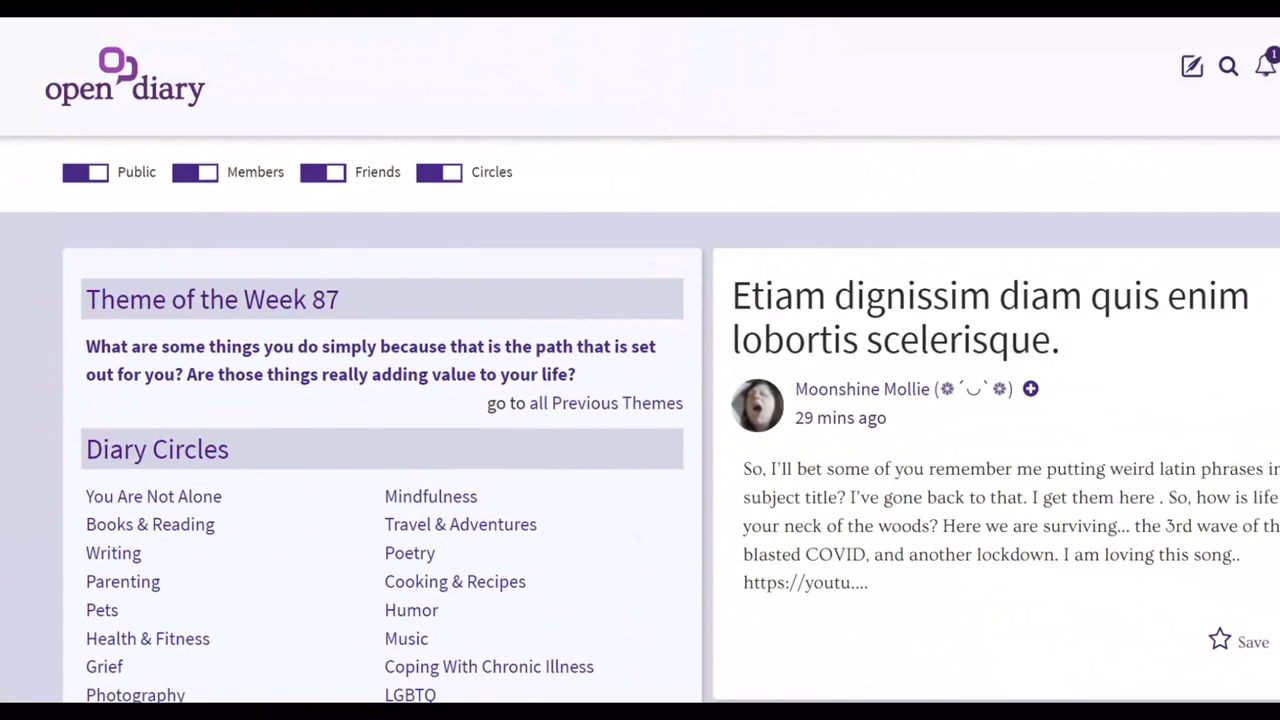 open diary
1
Public Members Friends Circles
Theme of the Week 87
What are some things you do simply because that is the path that is set
out for you? Are those things really adding value to your life?
go to all Previous Themes
Diary Circles
You Are Not Alone
Books & Reading
Writing
Parenting
Pets
Health & Fitness
Grief
Photography
Mindfulness
Travel & Adventures
Poetry
Cooking & Recipes
Humor
Music
Coping With Chronic Illness
LGBTQ
Etiam dignissim diam quis enim
lobortis scelerisque.
Moonshine Mollie (❁´◡`❁)
29 mins ago
So, I'll bet some of you remember me putting weird latin phrases in
subject title? I've gone back to that. I get them here . So, how is life
your neck of the woods? Here we are surviving... the 3rd wave of th
blasted COVID, and another lockdown. I am loving this song..
https://youtu....
Save